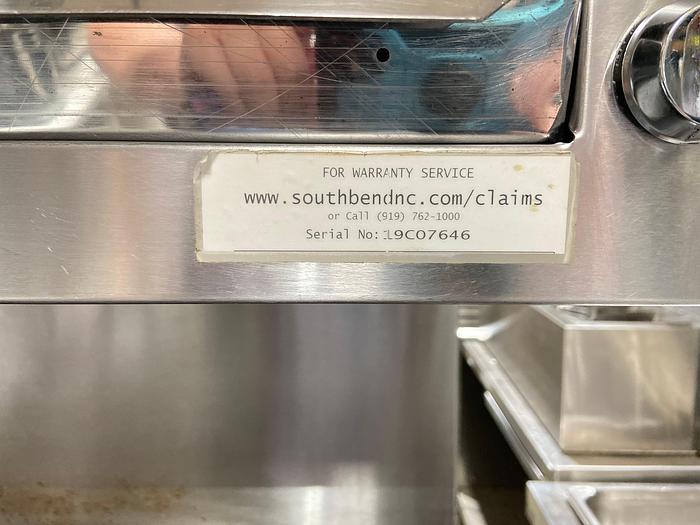 FOR WARRANTY SERVICE
www.southbendnc.com/claims
or Call (919) 762-1000
Serial No: 19C07646